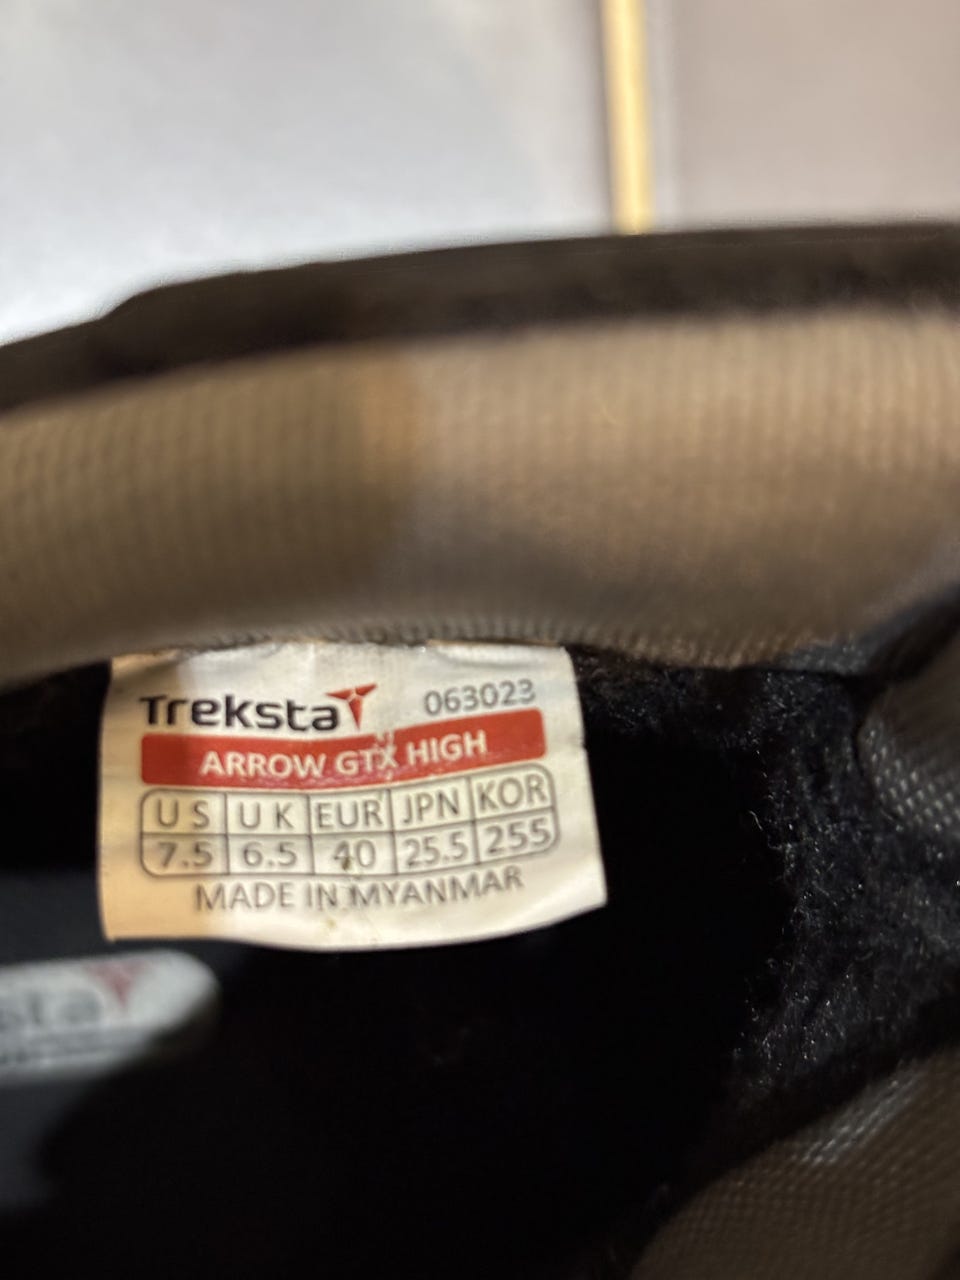 Treksta 063023
ARROW GTX HIGH
US UK EUR JPN KOR
7.5 6.5 40 25.5 255
MADE IN MYANMAR
sta